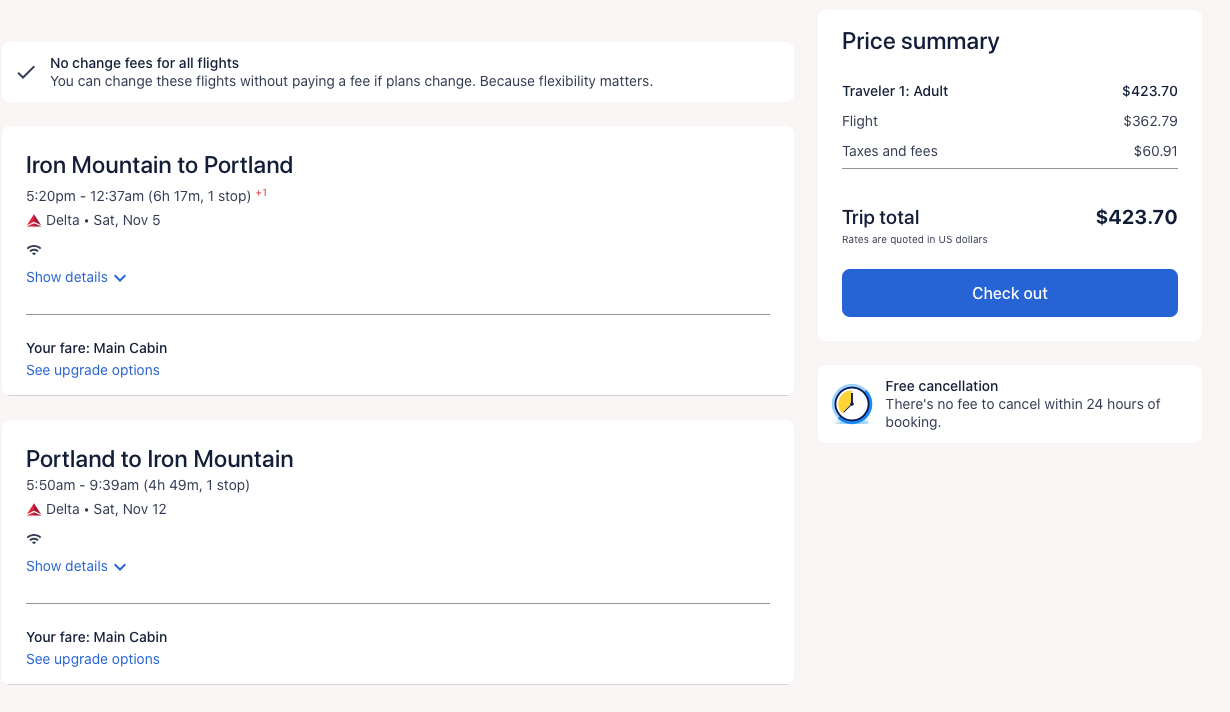 No change fees for all flights
You can change these flights without paying a fee if plans change. Because flexibility matters.
Iron Mountain to Portland
5:20pm - 12:37am (6h 17m, 1 stop) +1
Delta • Sat, Nov 5
Show details
Your fare: Main Cabin
See upgrade options
Portland to Iron Mountain
5:50am - 9:39am (4h 49m, 1 stop)
Delta • Sat, Nov 12
Show details
Your fare: Main Cabin
See upgrade options
Price summary
Traveler 1: Adult $423.70
Flight $362.79
Taxes and fees $60.91
Trip total $423.70
Rates are quoted in US dollars
Check out
Free cancellation
There's no fee to cancel within 24 hours of
booking.